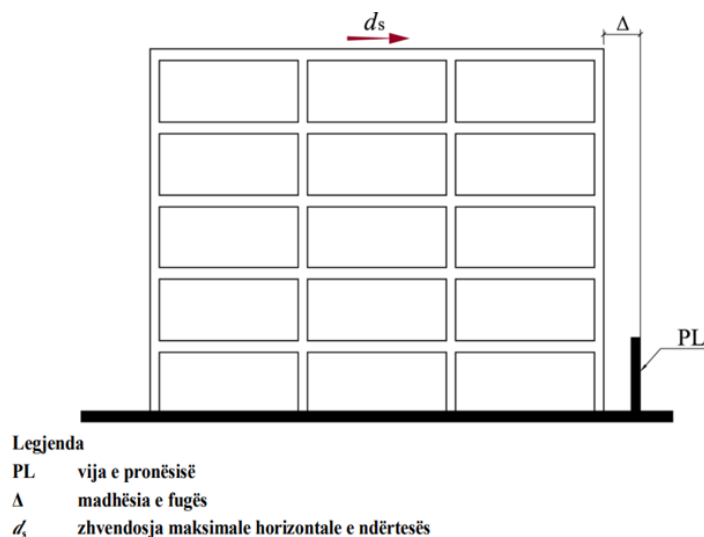 dₛ
Δ
PL
Legjenda
PL vija e pronësisë
Δ madhësia e fugës
dₛ zhvendosja maksimale horizontale e ndërtesës